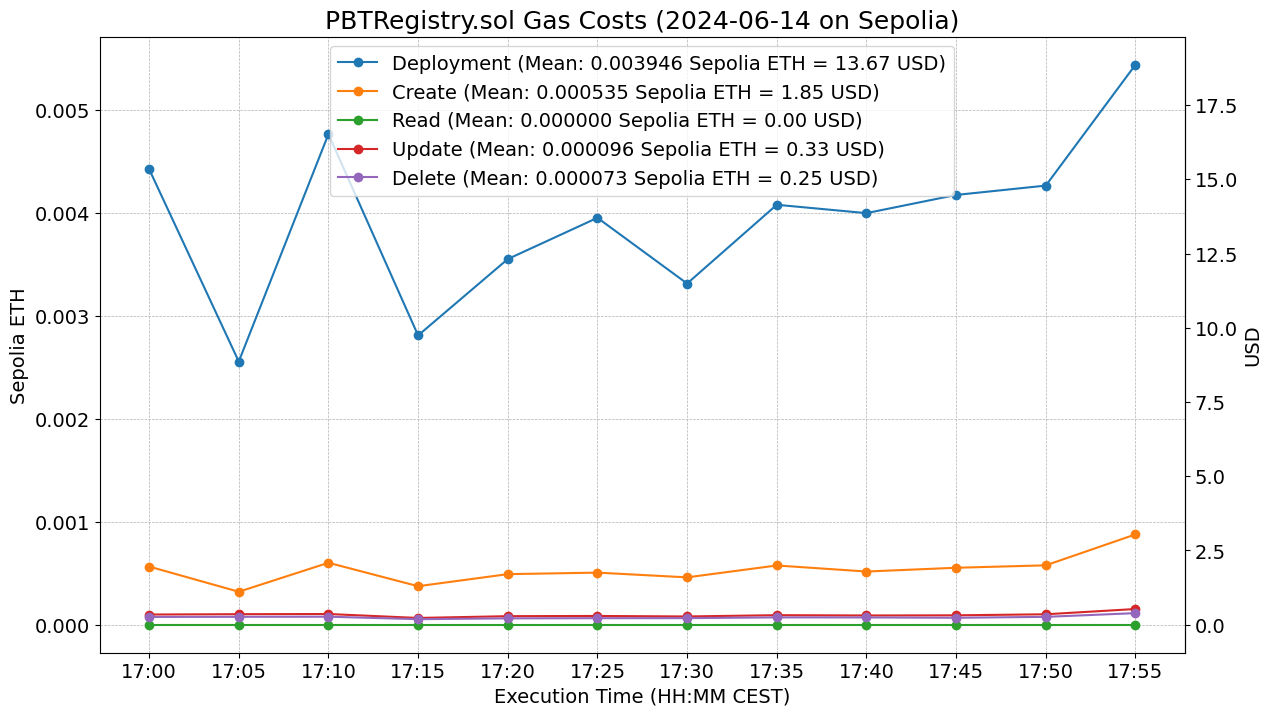 PBTRegistry.sol Gas Costs (2024-06-14 on Sepolia)
Deployment (Mean: 0.003946 Sepolia ETH = 13.67 USD)
Create (Mean: 0.000535 Sepolia ETH = 1.85 USD)
Read (Mean: 0.000000 Sepolia ETH = 0.00 USD)
Update (Mean: 0.000096 Sepolia ETH = 0.33 USD)
Delete (Mean: 0.000073 Sepolia ETH = 0.25 USD)
Sepolia ETH
0.005
0.004
0.003
0.002
0.001
0.000
17.5
15.0
12.5
10.0
7.5
5.0
2.5
0.0
USD
17:00 17:05 17:10 17:15 17:20 17:25 17:30 17:35 17:40 17:45 17:50 17:55
Execution Time (HH:MM CEST)